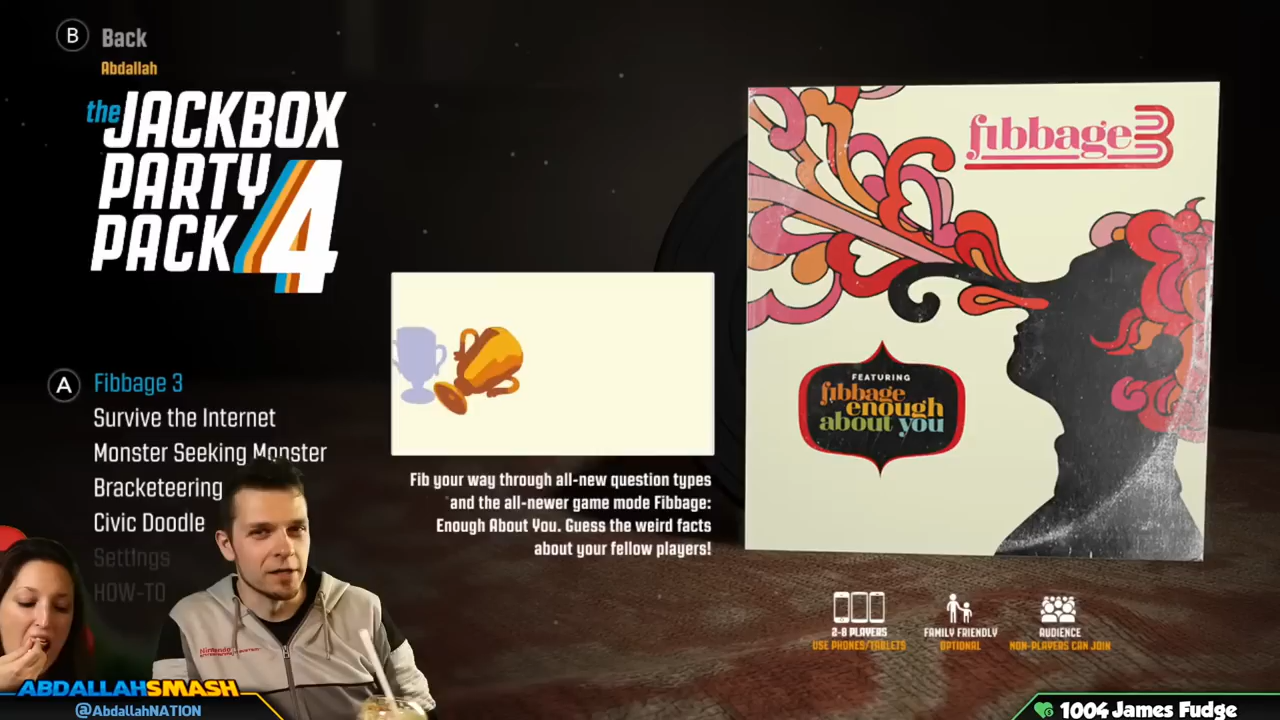 B Back
Abdallah
the JACKBOX
PARTY
PACK 4
A Fibbage 3
Survive the Internet
Monster Seeking Monster
Bracketeering
Civic Doodle
Settings
HOW-TO
Fib your way through all-new question types
and the all-newer game mode Fibbage:
Enough About You. Guess the weird facts
about your fellow players!
fibbage 3
FEATURING
fibbage
enough
about you
2-8 PLAYERS
USE PHONES/TABLETS
FAMILY FRIENDLY
OPTIONAL
AUDIENCE
NON-PLAYERS CAN JOIN
Nintendo
ABDALLAHSMASH
@AbdallahNATION
1004 James Fudge